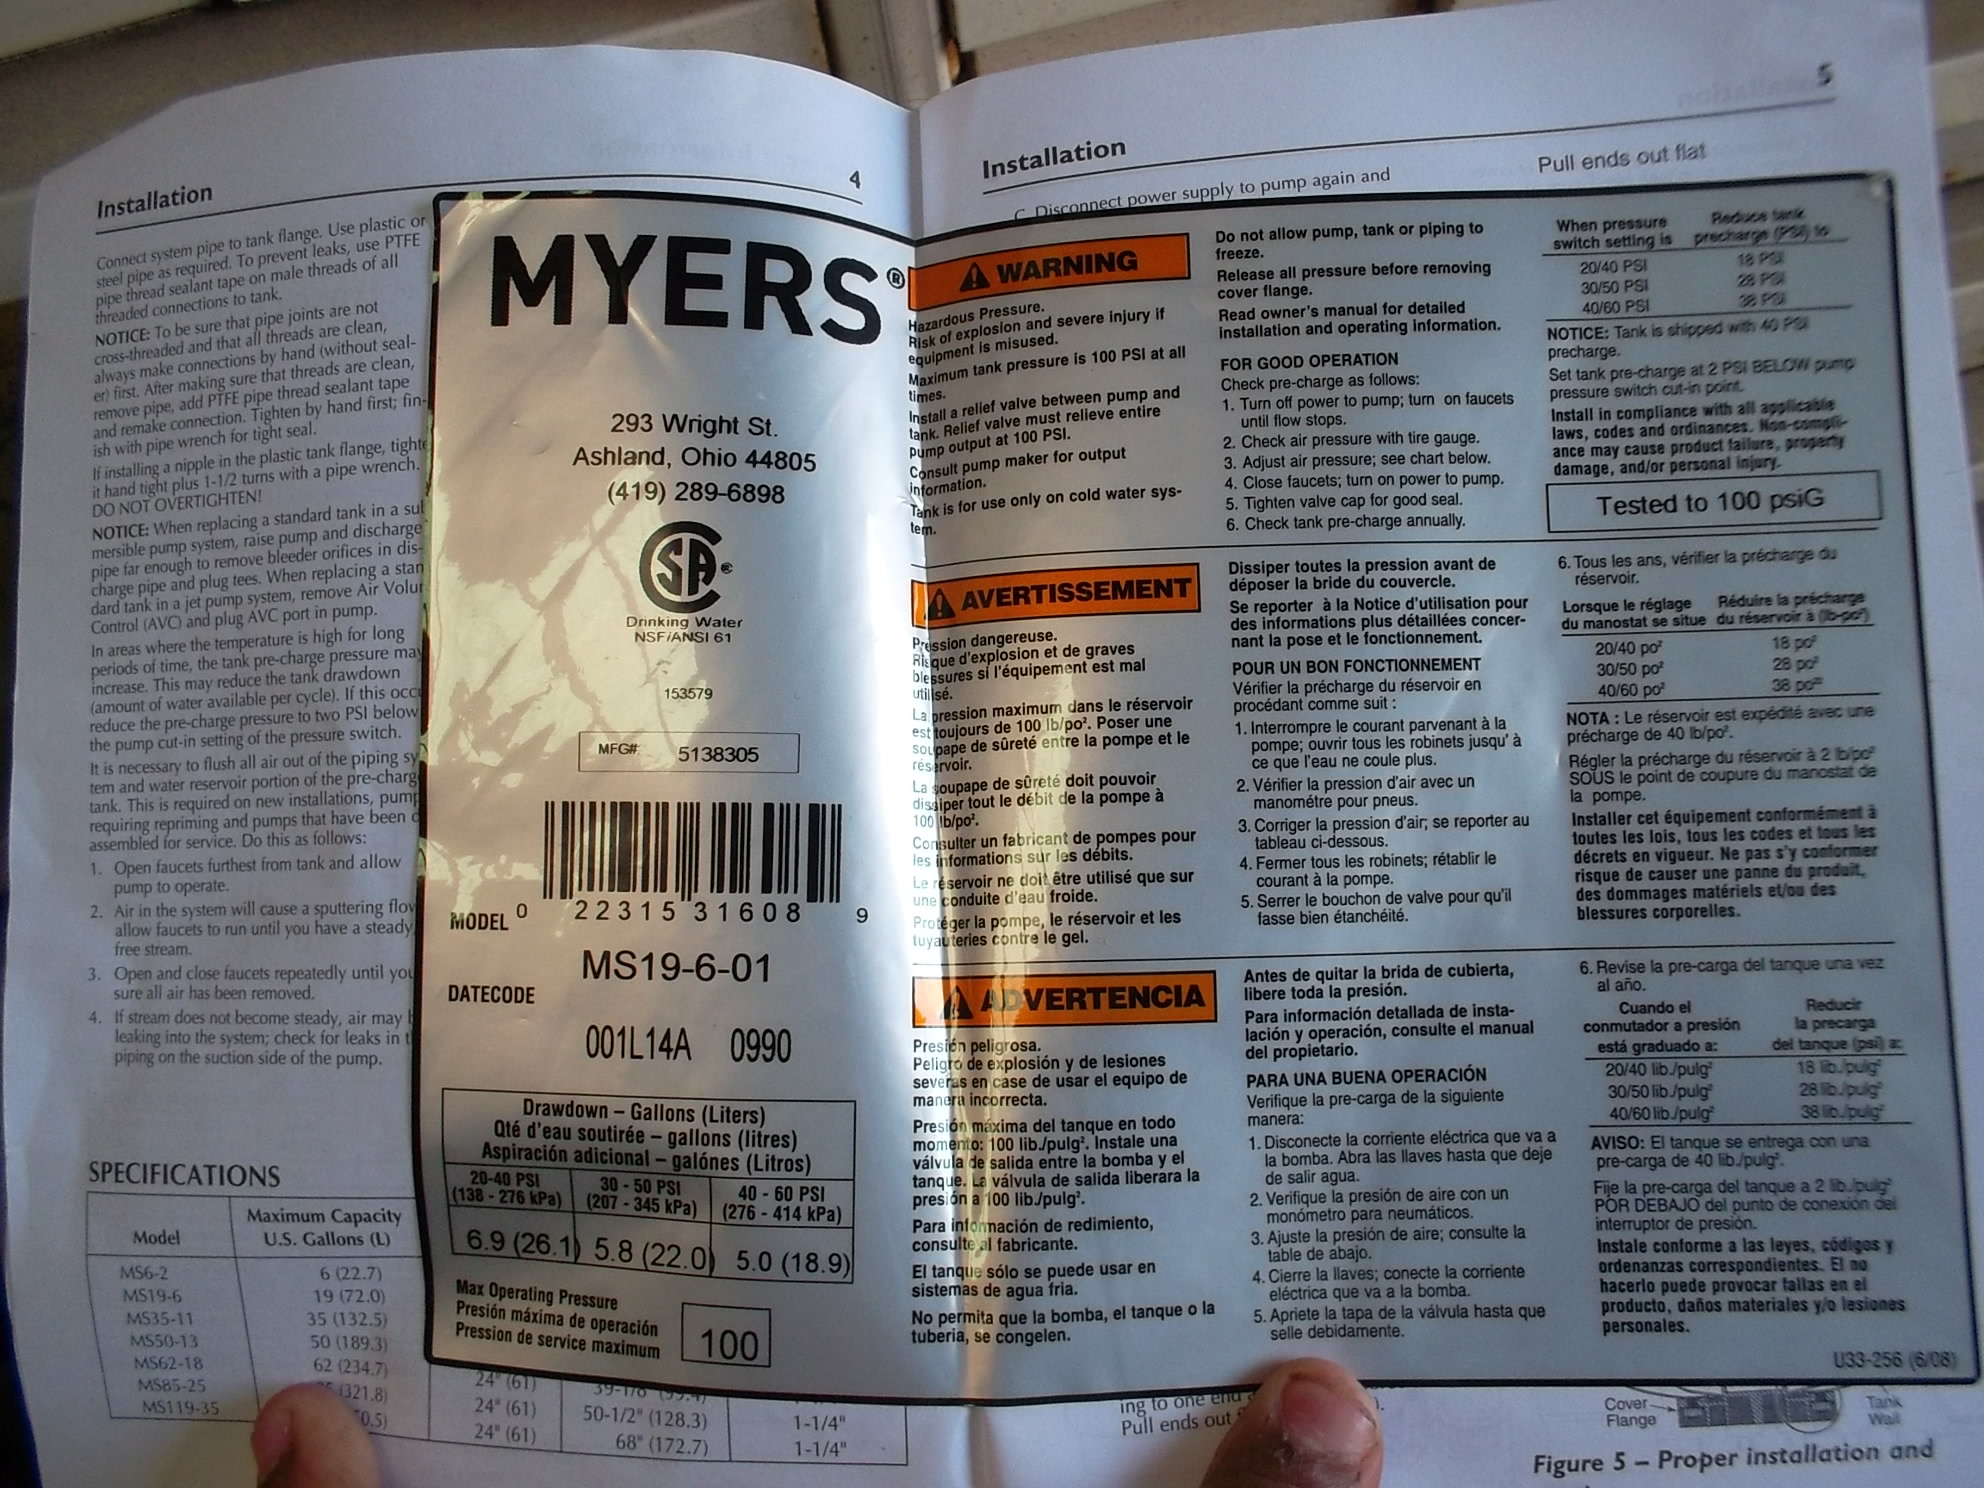 Installation
4
Connect system pipe to tank flange. Use plastic or
steel pipe as required. To prevent leaks, use PTFE
pipe thread sealant tape on male threads of all
threaded connections to tank.
NOTICE: To be sure that pipe joints are not
cross-threaded and that all threads are clean,
always make connections by hand (without seal-
er) first. After making sure that threads are clean,
remove pipe, add PTFE pipe thread sealant tape
and remake connection. Tighten by hand first; fin-
ish with pipe wrench for tight seal.
If installing a nipple in the plastic tank flange, tighte
it hand tight plus 1-1/2 turns with a pipe wrench.
DO NOT OVERTIGHTEN!
NOTICE: When replacing a standard tank in a sub
mersible pump system, raise pump and discharge
pipe far enough to remove bleeder orifices in dis-
charge pipe and plug tees. When replacing a stan
dard tank in a jet pump system, remove Air Volum
Control (AVC) and plug AVC port in pump.
In areas where the temperature is high for long
periods of time, the tank pre-charge pressure may
increase. This may reduce the tank drawdown
(amount of water available per cycle). If this occu
reduce the pre-charge pressure to two PSI below
the pump cut-in setting of the pressure switch.
It is necessary to flush all air out of the piping sy
tem and water reservoir portion of the pre-charg
tank. This is required on new installations, pump
requiring repriming and pumps that have been d
assembled for service. Do this as follows:
1. Open faucets furthest from tank and allow
pump to operate.
2. Air in the system will cause a sputtering flow
allow faucets to run until you have a steady,
free stream.
3. Open and close faucets repeatedly until you
sure all air has been removed.
4. If stream does not become steady, air may b
leaking into the system; check for leaks in t
piping on the suction side of the pump.
SPECIFICATIONS
Model
Maximum Capacity
U.S. Gallons (L)
MS6-2 6 (22.7)
MS19-6 19 (72.0)
MS35-11 35 (132.5)
MS50-13 50 (189.3)
MS62-18 62 (234.7)
MS85-25 (321.8) 24" (61)
MS119-35 24" (61) 50-1/2" (128.3) 1-1/4"
24" (61) 68" (172.7) 1-1/4"
MYERS®
293 Wright St.
Ashland, Ohio 44805
(419) 289-6898
SA®
Drinking Water
NSF/ANSI 61
153579
MFG#: 5138305
0 22315 31608 9
MODEL
MS19-6-01
DATECODE
001L14A 0990
Drawdown – Gallons (Liters)
Qté d'eau soutirée – gallons (litres)
Aspiración adicional – galónes (Litros)
20-40 PSI 30 - 50 PSI 40 - 60 PSI
(138 - 276 kPa) (207 - 345 kPa) (276 - 414 kPa)
6.9 (26.1) 5.8 (22.0) 5.0 (18.9)
Max Operating Pressure
Presión máxima de operación
Pression de service maximum
100
5
Installation
Pull ends out flat
C. Disconnect power supply to pump again and
WARNING
Hazardous Pressure.
Risk of explosion and severe injury if
equipment is misused.
Maximum tank pressure is 100 PSI at all
times.
Install a relief valve between pump and
tank. Relief valve must relieve entire
pump output at 100 PSI.
Consult pump maker for output
information.
Tank is for use only on cold water sys-
tem.
Do not allow pump, tank or piping to
freeze.
Release all pressure before removing
cover flange.
Read owner's manual for detailed
installation and operating information.
FOR GOOD OPERATION
Check pre-charge as follows:
1. Turn off power to pump; turn on faucets
until flow stops.
2. Check air pressure with tire gauge.
3. Adjust air pressure; see chart below.
4. Close faucets; turn on power to pump.
5. Tighten valve cap for good seal.
6. Check tank pre-charge annually.
When pressure Reduce tank
switch setting is precharge (PSI) to
20/40 PSI 18 PSI
30/50 PSI 28 PSI
40/60 PSI 38 PSI
NOTICE: Tank is shipped with 40 PSI
precharge.
Set tank pre-charge at 2 PSI BELOW pump
pressure switch cut-in point.
Install in compliance with all applicable
laws, codes and ordinances. Non-compli-
ance may cause product failure, property
damage, and/or personal injury.
Tested to 100 psiG
AVERTISSEMENT
Pression dangereuse.
Risque d'explosion et de graves
blessures si l'équipement est mal
utilisé.
La pression maximum dans le réservoir
est toujours de 100 lb/po². Poser une
soupape de sûreté entre la pompe et le
réservoir.
La soupape de sûreté doit pouvoir
dissiper tout le débit de la pompe à
100 lb/po².
Consulter un fabricant de pompes pour
les informations sur les débits.
Le réservoir ne doit être utilisé que sur
une conduite d'eau froide.
Protéger la pompe, le réservoir et les
tuyauteries contre le gel.
Dissiper toutes la pression avant de
déposer la bride du couvercle.
Se reporter à la Notice d'utilisation pour
des informations plus détaillées concer-
nant la pose et le fonctionnement.
POUR UN BON FONCTIONNEMENT
Vérifier la précharge du réservoir en
procédant comme suit :
1. Interrompre le courant parvenant à la
pompe; ouvrir tous les robinets jusqu' à
ce que l'eau ne coule plus.
2. Vérifier la pression d'air avec un
manométre pour pneus.
3. Corriger la pression d'air; se reporter au
tableau ci-dessous.
4. Fermer tous les robinets; rétablir le
courant à la pompe.
5. Serrer le bouchon de valve pour qu'il
fasse bien étanchéité.
6. Tous les ans, vérifier la précharge du
réservoir.
Lorsque le réglage Réduire la précharge
du manostat se situe du réservoir à (lb-po²)
20/40 po² 18 po²
30/50 po² 28 po²
40/60 po² 38 po²
NOTA : Le réservoir est expédité avec une
précharge de 40 lb/po².
Régler la précharge du réservoir à 2 lb/po²
SOUS le point de coupure du manostat de
la pompe.
Installer cet équipement conformément à
toutes les lois, tous les codes et tous les
décrets en vigueur. Ne pas s'y conformer
risque de causer une panne du produit,
des dommages matériels et/ou des
blessures corporelles.
ADVERTENCIA
Presión peligrosa.
Peligro de explosión y de lesiones
severas en case de usar el equipo de
manera incorrecta.
Presión máxima del tanque en todo
momento: 100 lib./pulg². Instale una
válvula de salida entre la bomba y el
tanque. La válvula de salida liberara la
presión a 100 lib./pulg².
Para información de redimiento,
consulte al fabricante.
El tanque sólo se puede usar en
sistemas de agua fria.
No permita que la bomba, el tanque o la
tuberia, se congelen.
Antes de quitar la brida de cubierta,
libere toda la presión.
Para información detallada de insta-
lación y operación, consulte el manual
del propietario.
PARA UNA BUENA OPERACIÓN
Verifique la pre-carga de la siguiente
manera:
1. Disconecte la corriente eléctrica que va a
la bomba. Abra las llaves hasta que deje
de salir agua.
2. Verifique la presión de aire con un
monómetro para neumáticos.
3. Ajuste la presión de aire; consulte la
table de abajo.
4. Cierre la llaves; conecte la corriente
eléctrica que va a la bomba.
5. Apriete la tapa de la válvula hasta que
selle debidamente.
6. Revise la pre-carga del tanque una vez
al año.
Cuando el Reducir
conmutador a presión la precarga
está graduado a: del tanque (psi) a:
20/40 lib./pulg² 18 lib./pulg²
30/50 lib./pulg² 28 lib./pulg²
40/60 lib./pulg² 38 lib./pulg²
AVISO: El tanque se entrega con una
pre-carga de 40 lib./pulg².
Fije la pre-carga del tanque a 2 lib./pulg²
POR DEBAJO del punto de conexión del
interruptor de presión.
Instale conforme a las leyes, códigos y
ordenanzas correspondientes. El no
hacerlo puede provocar fallas en el
producto, daños materiales y/o lesiones
personales.
U33-256 (6/08)
ing to one end
Pull ends out
Cover
Flange
Tank
Wall
Figure 5 – Proper installation and